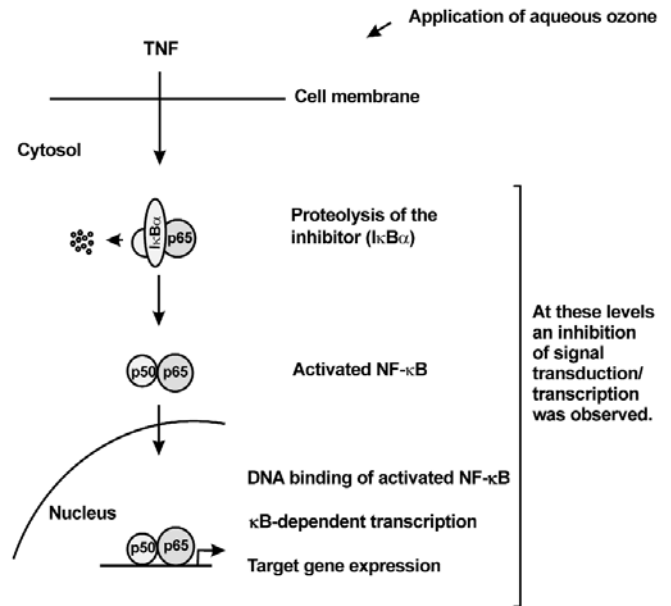 Application of aqueous ozone
TNF
Cell membrane
Cytosol
IκBα
p65
Proteolysis of the
inhibitor (IκBα)
At these levels
an inhibition
of signal
transduction/
transcription
was observed.
p50 p65
Activated NF-κB
DNA binding of activated NF-κB
Nucleus
κB-dependent transcription
p50 p65
Target gene expression